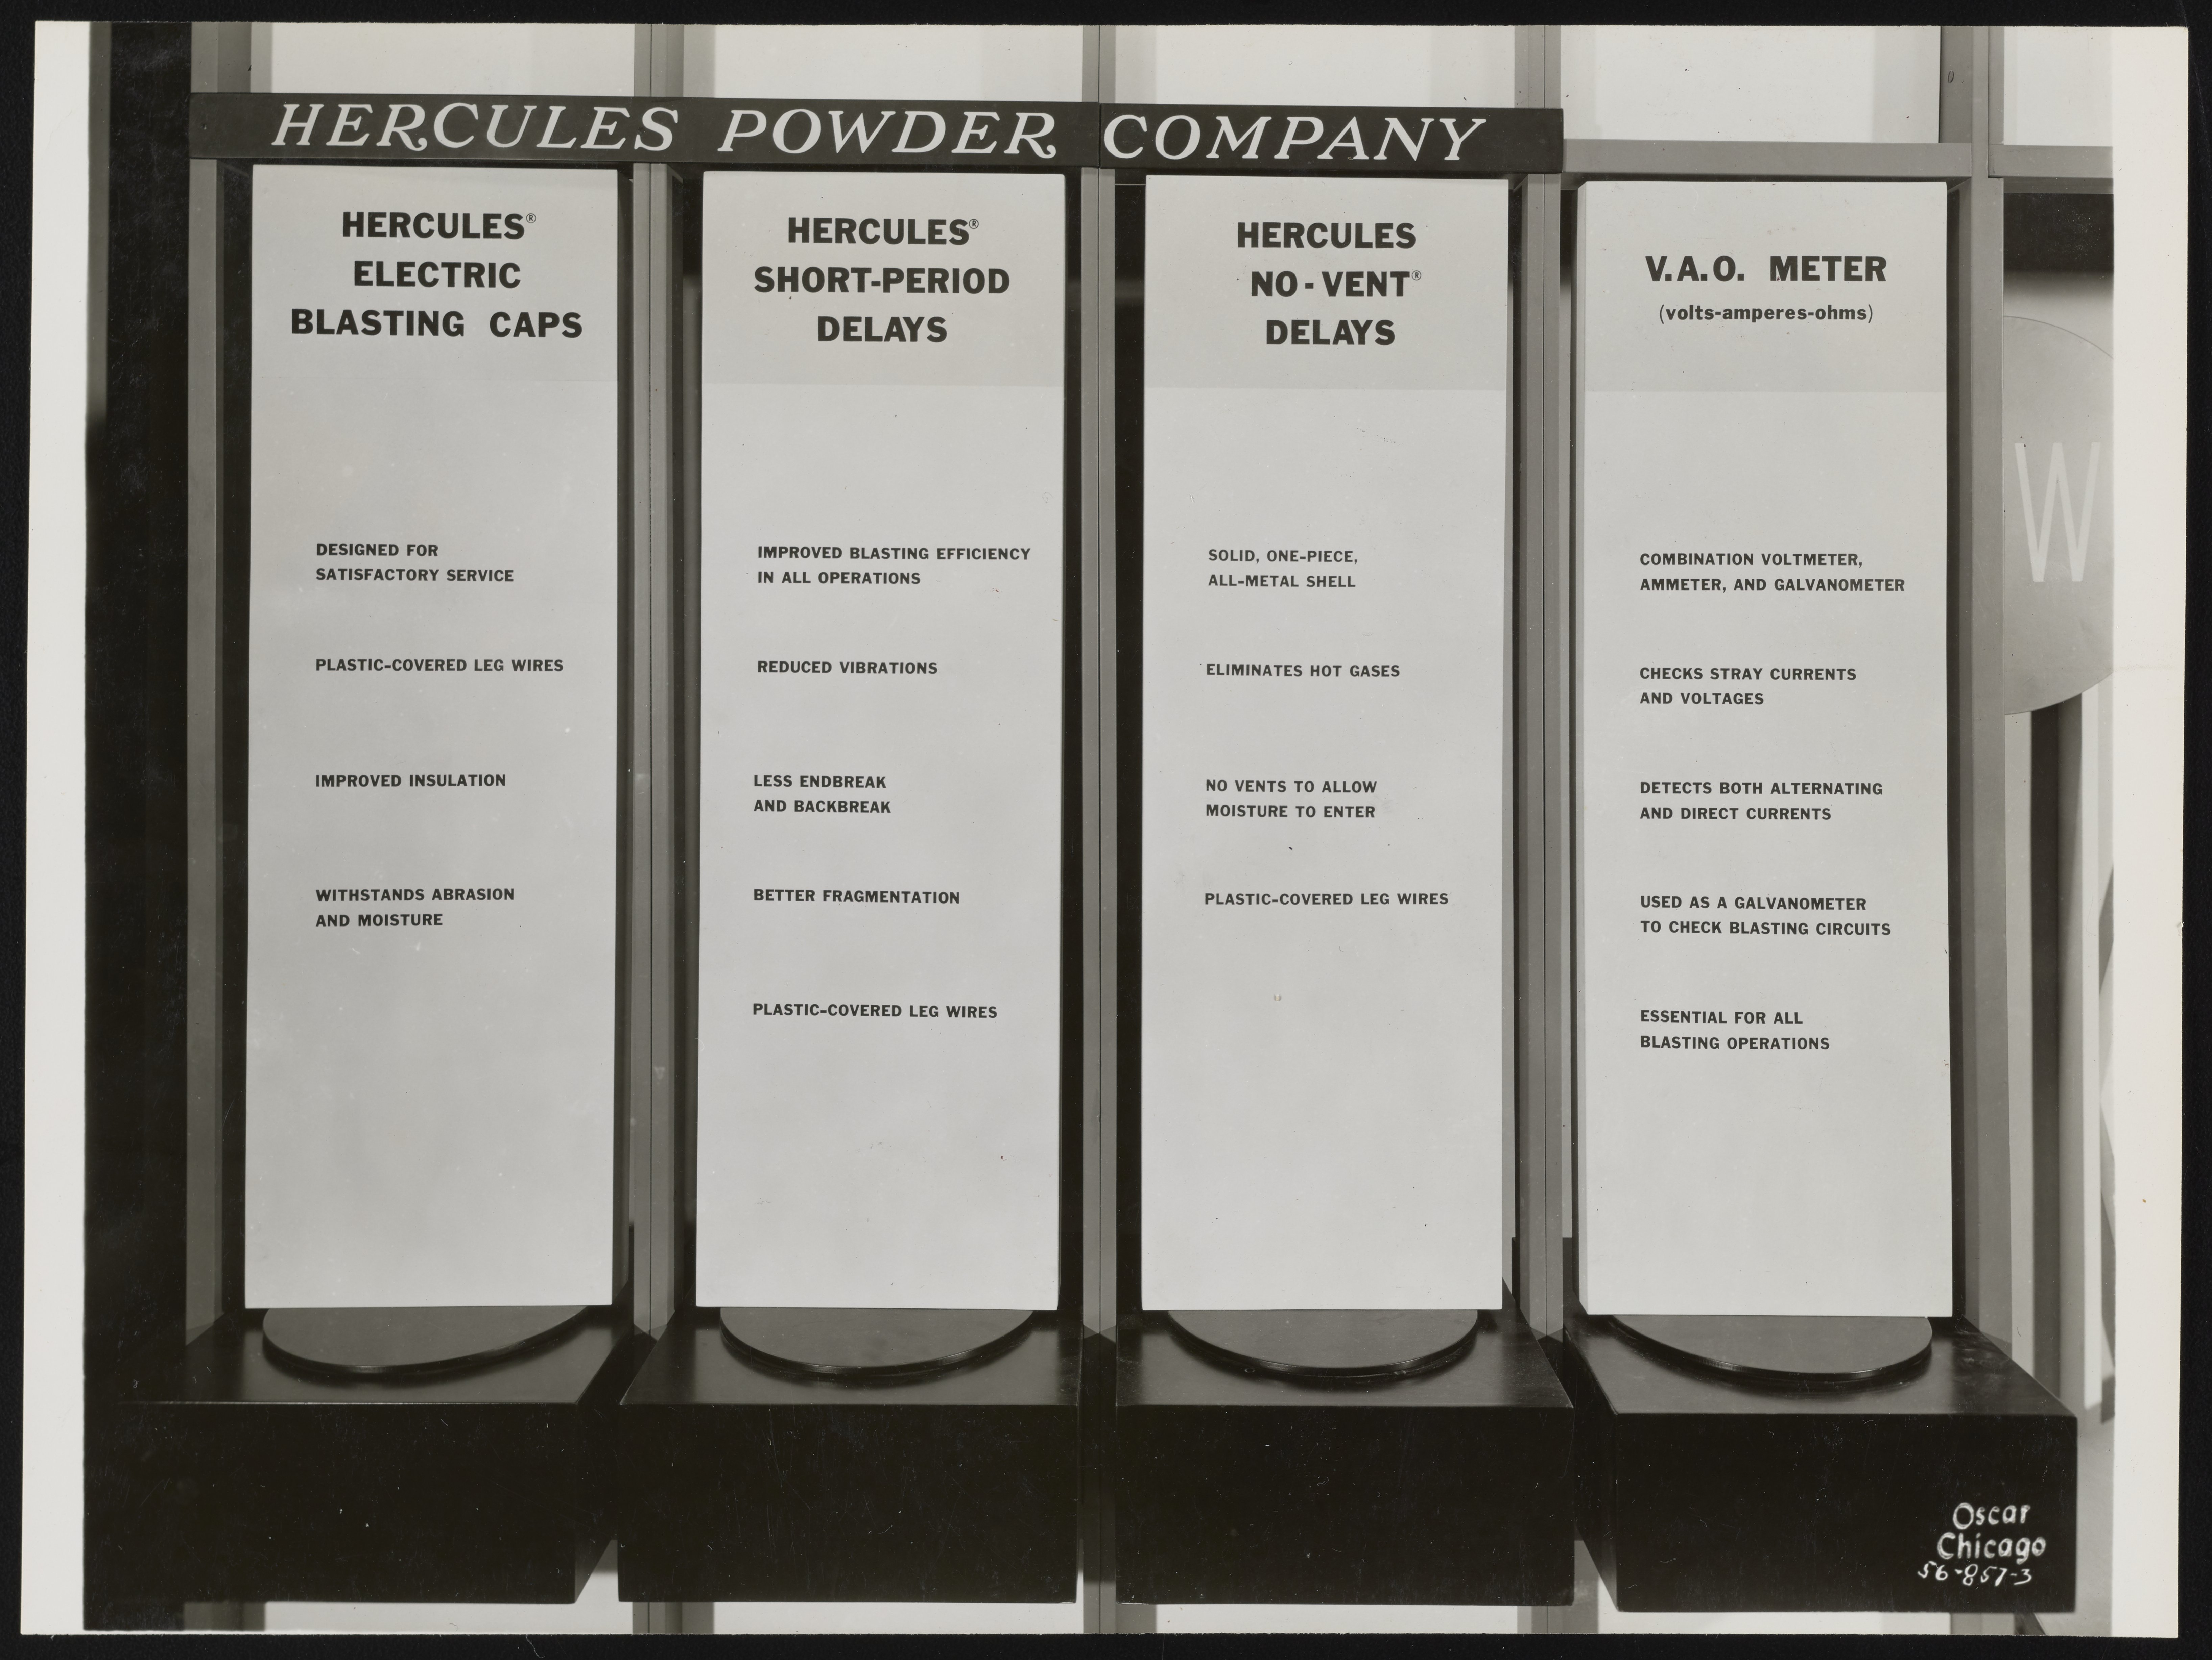 HERCULES POWDER COMPANY
HERCULES®
ELECTRIC
BLASTING CAPS
DESIGNED FOR
SATISFACTORY SERVICE
PLASTIC-COVERED LEG WIRES
IMPROVED INSULATION
WITHSTANDS ABRASION
AND MOISTURE
HERCULES®
SHORT-PERIOD
DELAYS
IMPROVED BLASTING EFFICIENCY
IN ALL OPERATIONS
REDUCED VIBRATIONS
LESS ENDBREAK
AND BACKBREAK
BETTER FRAGMENTATION
PLASTIC-COVERED LEG WIRES
HERCULES
NO-VENT®
DELAYS
SOLID, ONE-PIECE,
ALL-METAL SHELL
ELIMINATES HOT GASES
NO VENTS TO ALLOW
MOISTURE TO ENTER
PLASTIC-COVERED LEG WIRES
V.A.O. METER
(volts-amperes-ohms)
COMBINATION VOLTMETER,
AMMETER, AND GALVANOMETER
CHECKS STRAY CURRENTS
AND VOLTAGES
DETECTS BOTH ALTERNATING
AND DIRECT CURRENTS
USED AS A GALVANOMETER
TO CHECK BLASTING CIRCUITS
ESSENTIAL FOR ALL
BLASTING OPERATIONS
W
Oscar
Chicago
56-857-3